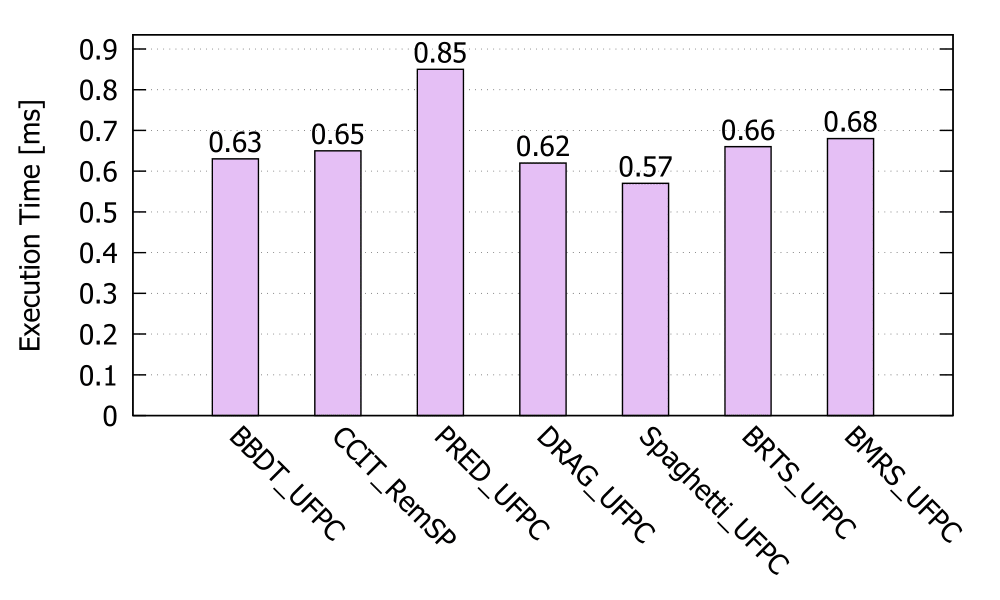 Execution Time [ms]
0.9
0.8
0.7
0.6
0.5
0.4
0.3
0.2
0.1
0
0.63
0.65
0.85
0.62
0.57
0.66
0.68
BBDT_UFPC
CCIT_RemSP
PRED_UFPC
DRAG_UFPC
Spaghetti_UFPC
BRTS_UFPC
BMRS_UFPC